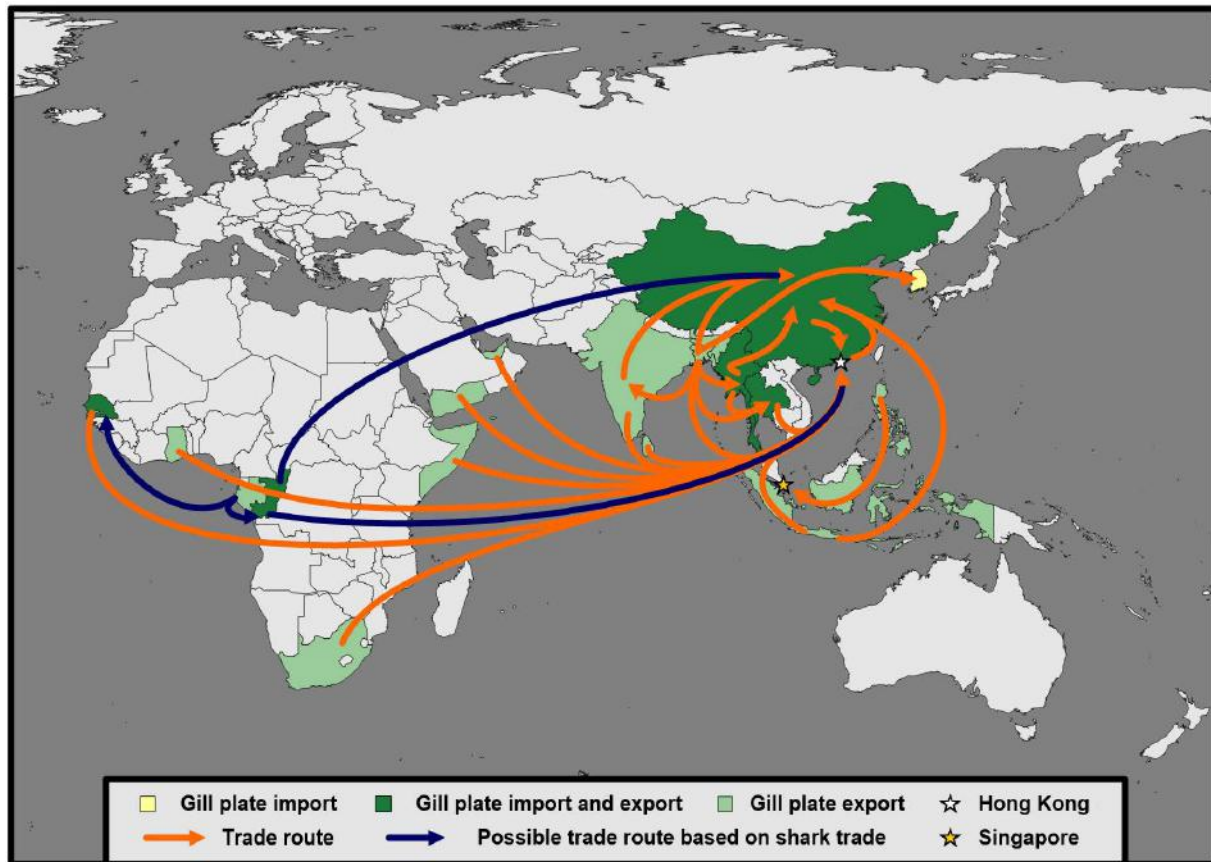 Gill plate import Gill plate import and export Gill plate export Hong Kong
Trade route Possible trade route based on shark trade Singapore